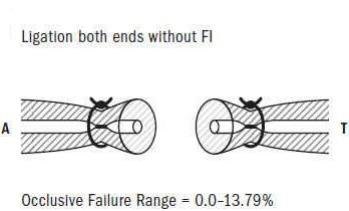 Ligation both ends without FI
A
T
Occlusive Failure Range = 0.0–13.79%